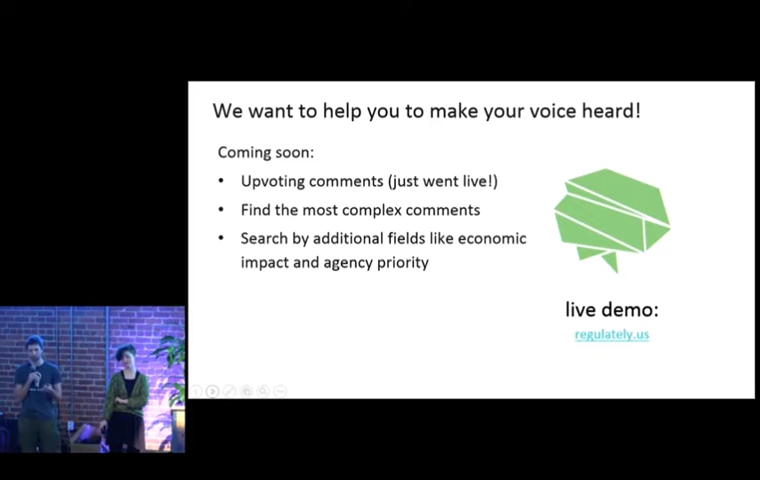 We want to help you to make your voice heard!
Coming soon:
• Upvoting comments (just went live!)
• Find the most complex comments
• Search by additional fields like economic
impact and agency priority
live demo:
regulately.us